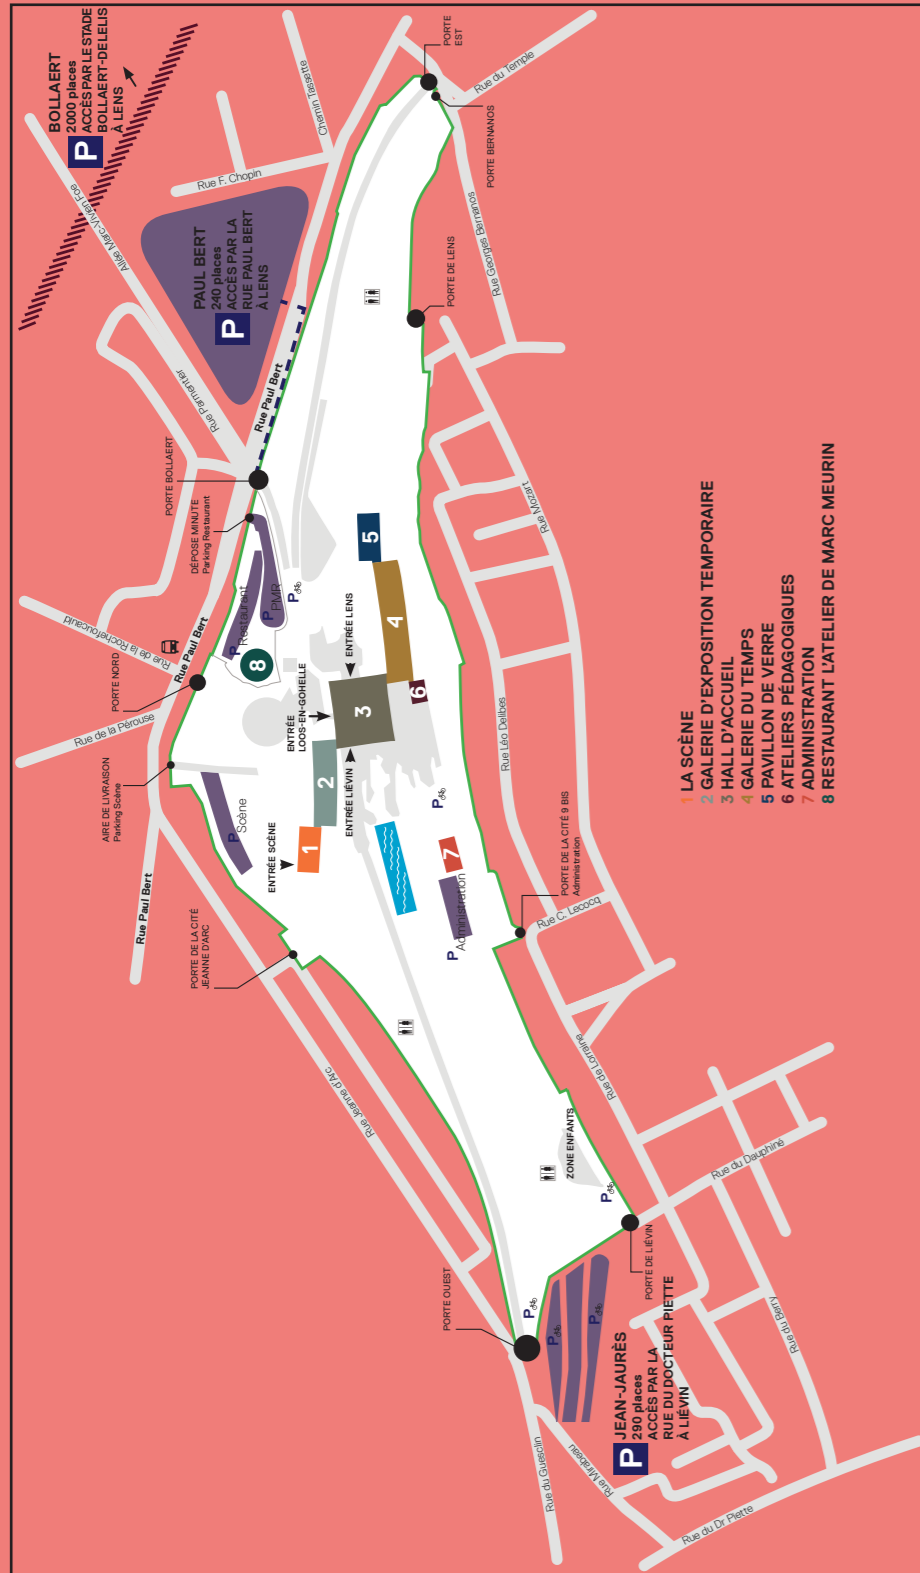 BOLLAERT
2000 places
ACCÈS PAR LE STADE
BOLLAERT-DELELIS
À LENS
P
PAUL BERT
240 places
ACCÈS PAR LA
RUE PAUL BERT
À LENS
P
JEAN-JAURÈS
290 places
ACCÈS PAR LA
RUE DU DOCTEUR PIETTE
À LIÉVIN
P
Rue du Guesclin
Rue Mirabeau
Rue du Dr Piette
PORTE OUEST
PORTE DE LIÉVIN
Rue du Berry
Rue du Dauphiné
Rue de Lorraine
Rue Jeanne d'Arc
ZONE ENFANTS
P
P
P
P
PORTE DE LA CITÉ
JEANNE D'ARC
Rue Paul Bert
AIRE DE LIVRAISON
Parking Scène
Rue de la Pérouse
PORTE NORD
Rue de la Rochefoucauld
Rue Paul Bert
DÉPOSE MINUTE
Parking Restaurant
PORTE BOLLAERT
Rue Parmentier
Allée Marc-Vivien Foe
Rue Paul Bert
Rue F. Chopin
Chemin Tassette
PORTE
EST
Rue du Temple
PORTE BERNANOS
Rue Georges Bernanos
PORTE DE LENS
Rue Mozart
Rue Léo Delibes
PORTE DE LA CITÉ 9 BIS
Administration
Rue C. Lecocq
P Scène
ENTRÉE SCÈNE
1
2
ENTRÉE LIÉVIN
ENTRÉE
LOOS-EN-GOHELLE
3
ENTRÉE LENS
4
5
6
7
8
P Restaurant
P PMR
P
P
P Administration
1 LA SCÈNE
2 GALERIE D'EXPOSITION TEMPORAIRE
3 HALL D'ACCUEIL
4 GALERIE DU TEMPS
5 PAVILLON DE VERRE
6 ATELIERS PÉDAGOGIQUES
7 ADMINISTRATION
8 RESTAURANT L'ATELIER DE MARC MEURIN